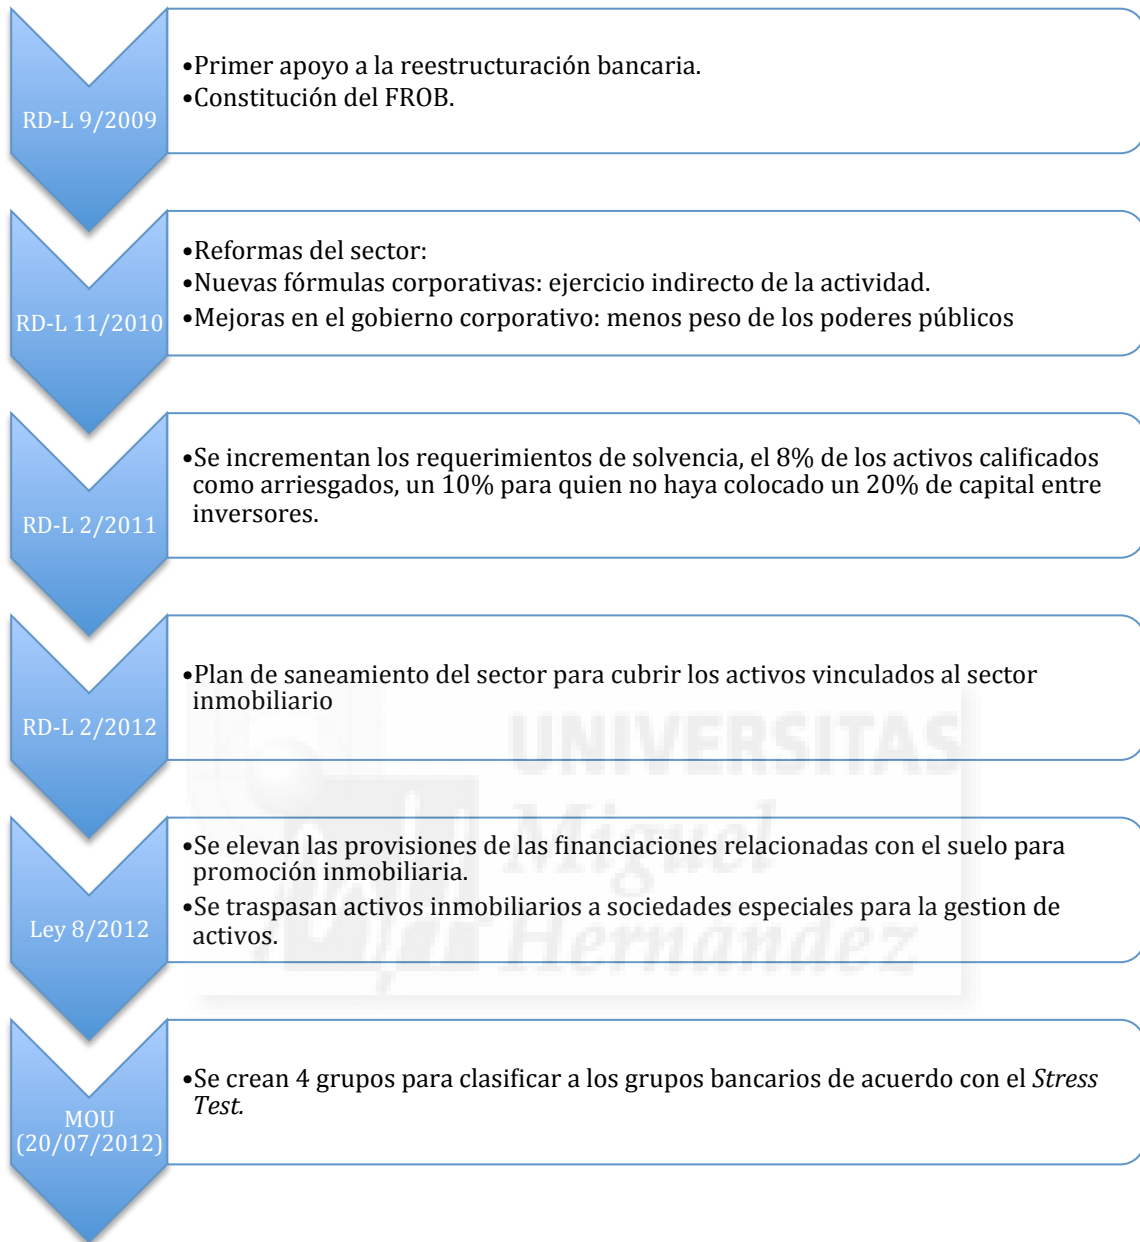 RD-L 9/2009
•Primer apoyo a la reestructuración bancaria.
•Constitución del FROB.
RD-L 11/2010
•Reformas del sector:
•Nuevas fórmulas corporativas: ejercicio indirecto de la actividad.
•Mejoras en el gobierno corporativo: menos peso de los poderes públicos
RD-L 2/2011
•Se incrementan los requerimientos de solvencia, el 8% de los activos calificados
como arriesgados, un 10% para quien no haya colocado un 20% de capital entre
inversores.
RD-L 2/2012
•Plan de saneamiento del sector para cubrir los activos vinculados al sector
inmobiliario
Ley 8/2012
•Se elevan las provisiones de las financiaciones relacionadas con el suelo para
promoción inmobiliaria.
•Se traspasan activos inmobiliarios a sociedades especiales para la gestion de
activos.
MOU
(20/07/2012)
•Se crean 4 grupos para clasificar a los grupos bancarios de acuerdo con el Stress
Test.
UNIVERSITAS
Miguel
Hernández